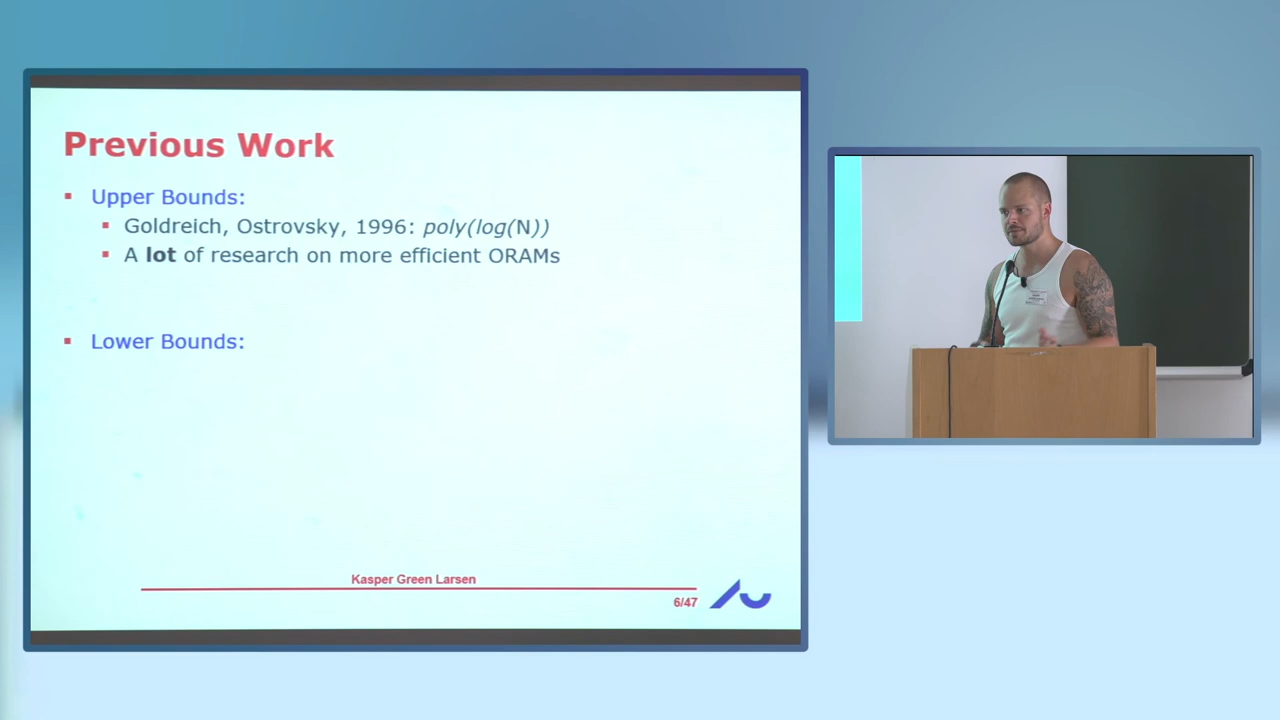 Previous Work
▪ Upper Bounds:
▪ Goldreich, Ostrovsky, 1996: poly(log(N))
▪ A lot of research on more efficient ORAMs
▪ Lower Bounds:
Kasper Green Larsen
6/47